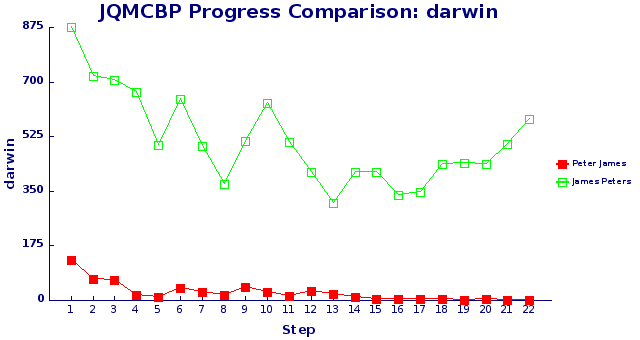 JQMCBP Progress Comparison: darwin
875
700
525
350
175
0
darwin
1 2 3 4 5 6 7 8 9 10 11 12 13 14 15 16 17 18 19 20 21 22
Step
Peter James
James Peters